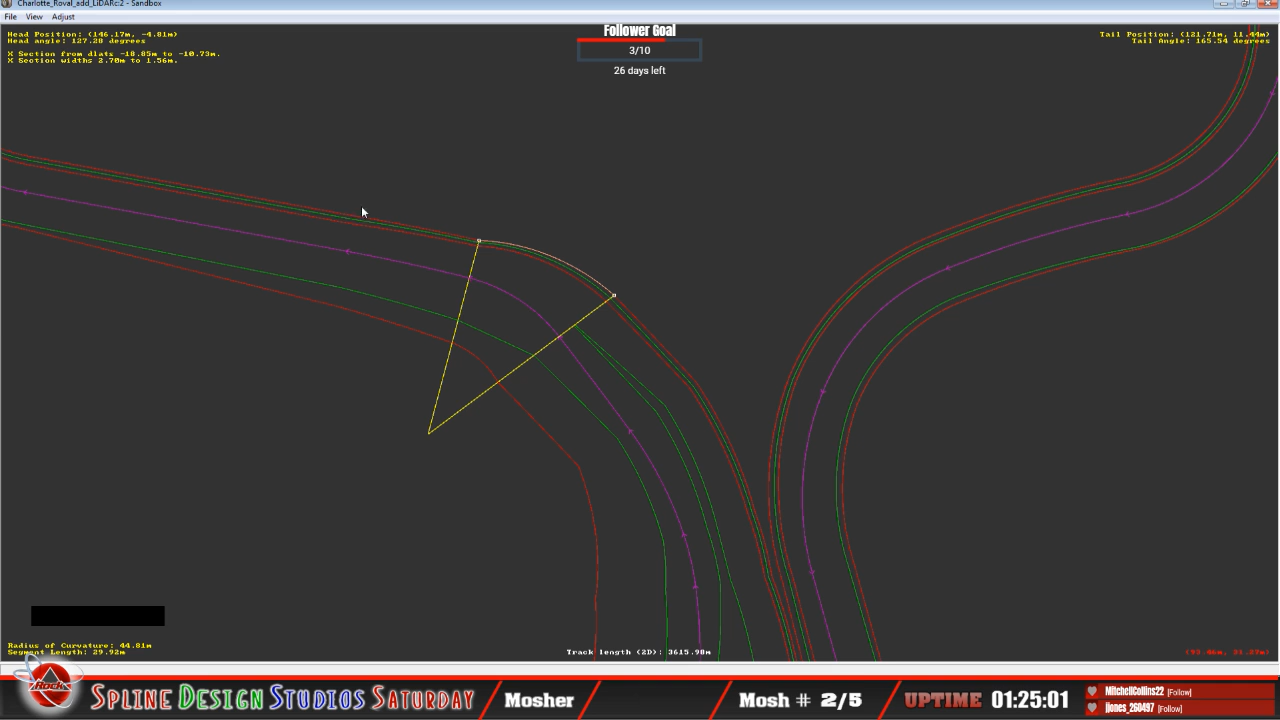 Charlotte_Roval_add_LiDARc:2 - Sandbox
File View Adjust
Head Position: (146.17m, -4.81m)
Head angle: 127.28 degrees
X Section from dlats -18.85m to -10.73m.
X Section widths 2.70m to 1.56m.
Follower Goal
3/10
26 days left
Tail Position: (121.71m, 11.44m)
Tail Angle: 165.54 degrees
Radius of Curvature: 44.81m
Segment Length: 29.92m
Track length (2D): 3615.98m
SPLINE DESIGN STUDIOS SATURDAY
Mosher
Mosh # 2/5
UPTIME 01:25:01
MitchellCollins22 [Follow]
ljones_260497 [Follow]